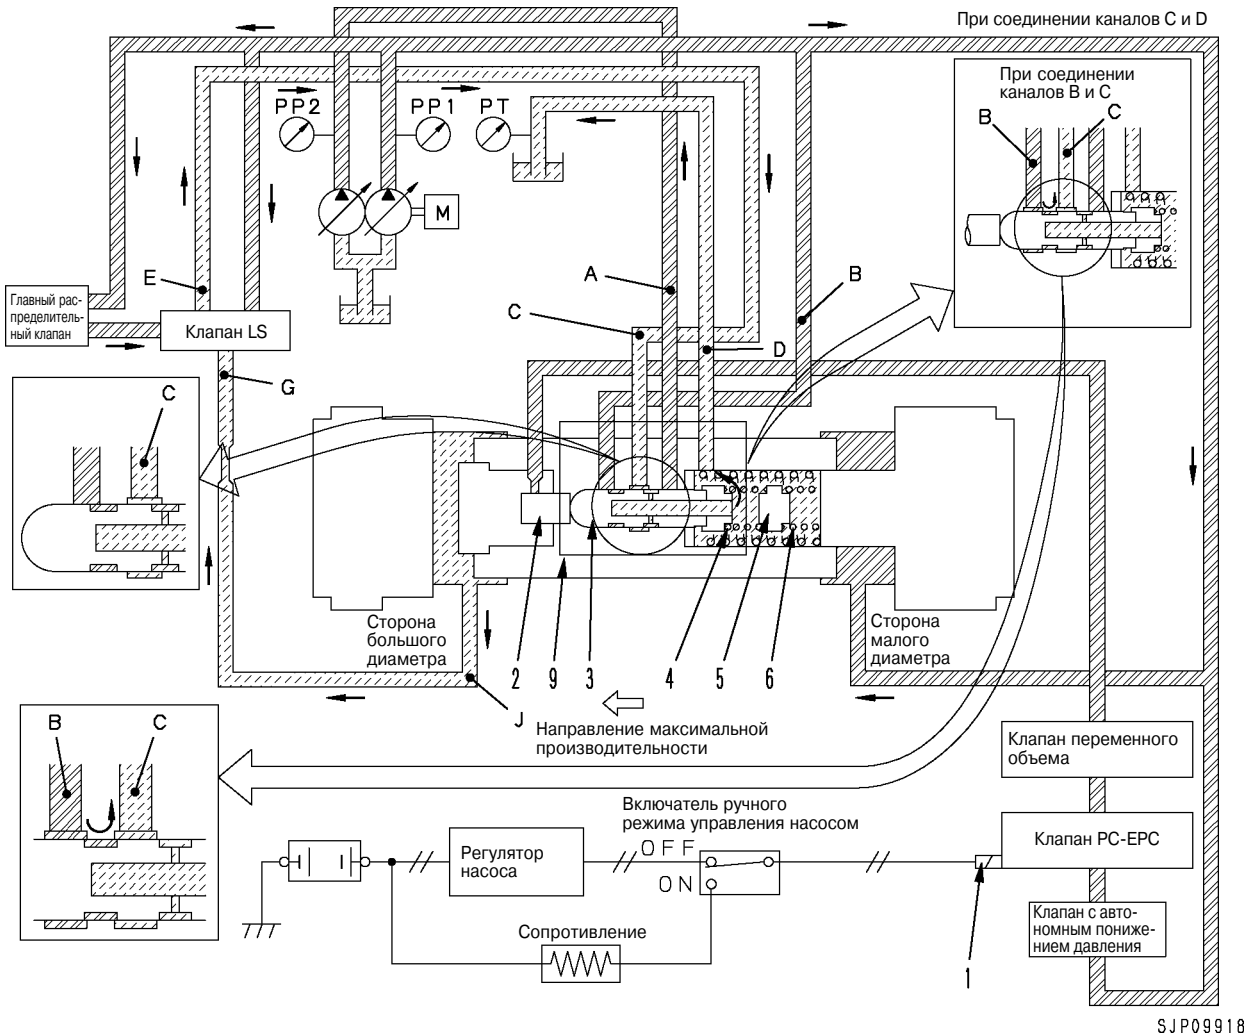 При соединении каналов C и D
При соединении
каналов B и C
B
C
PP2
PP1
PT
M
E
A
B
C
D
Главный рас-
пределитель-
ный клапан
Клапан LS
G
C
Сторона
большого
диаметра
Сторона
малого
диаметра
2
9
3
4
5
6
J
Направление максимальной
производительности
B
C
Клапан переменного
объема
Включатель ручного
режима управления насосом
OFF
ON
Регулятор
насоса
Клапан PC-EPC
Сопротивление
Клапан с авто-
номным пониже-
нием давления
1
SJP09918